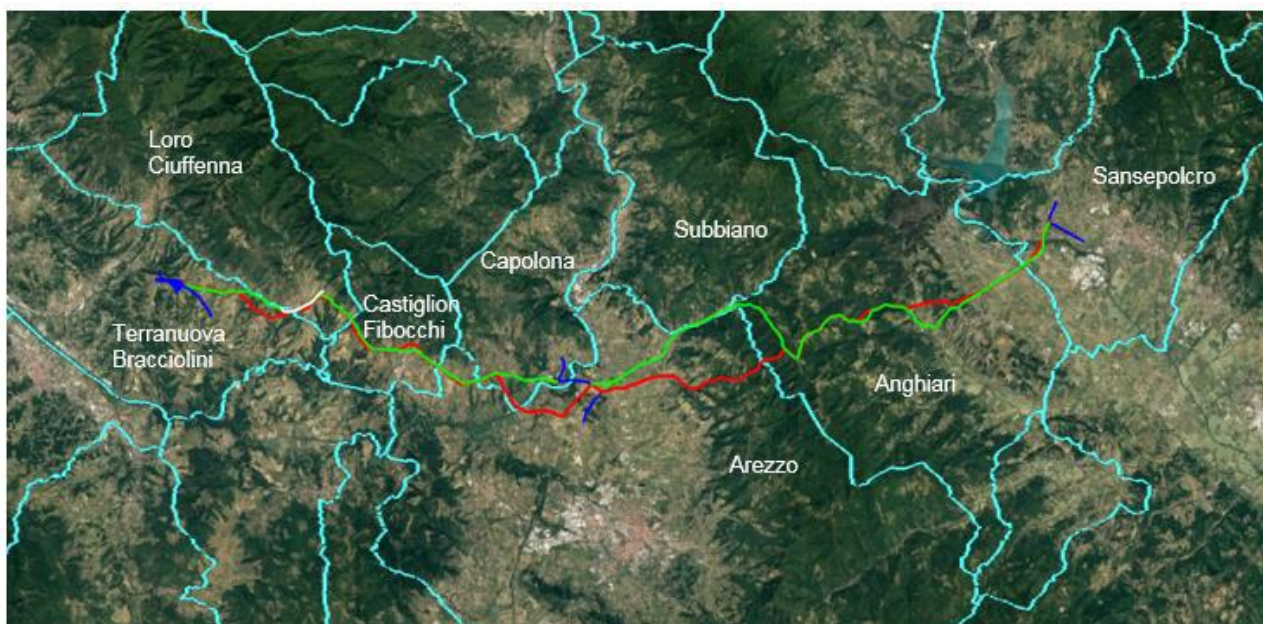 Loro
Ciuffenna
Sansepolcro
Subbiano
Capolona
Castiglion
Fibocchi
Terranuova
Bracciolini
Anghiari
Arezzo